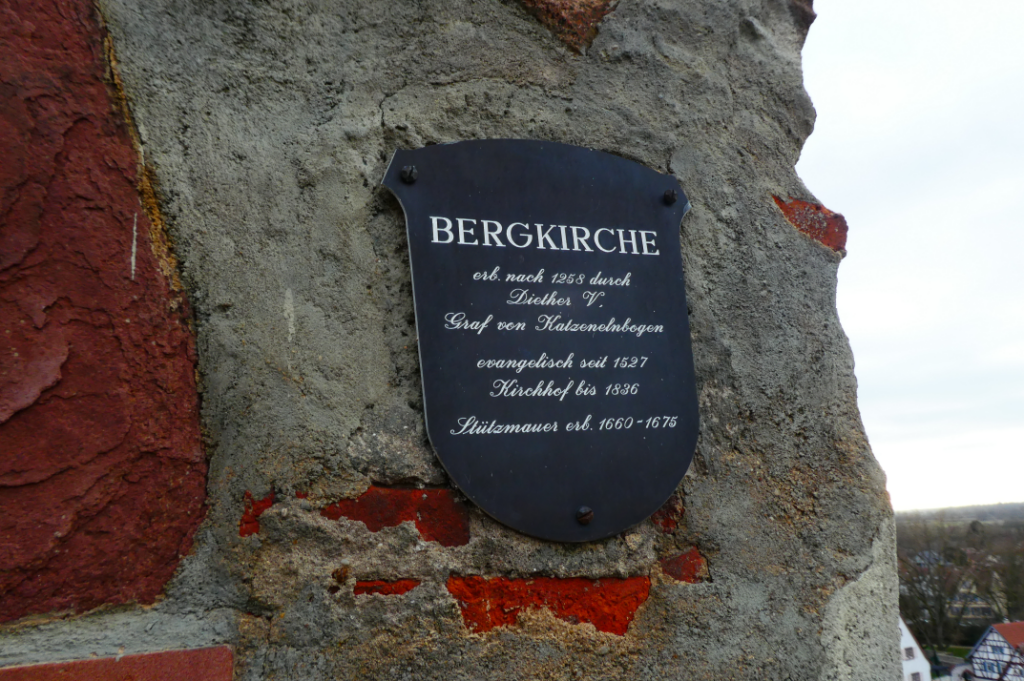 BERGKIRCHE
erb. nach 1258 durch
Diether V.
Graf von Katzenelnbogen
evangelisch seit 1527
Kirchhof bis 1836
Stützmauer erb. 1660-1675